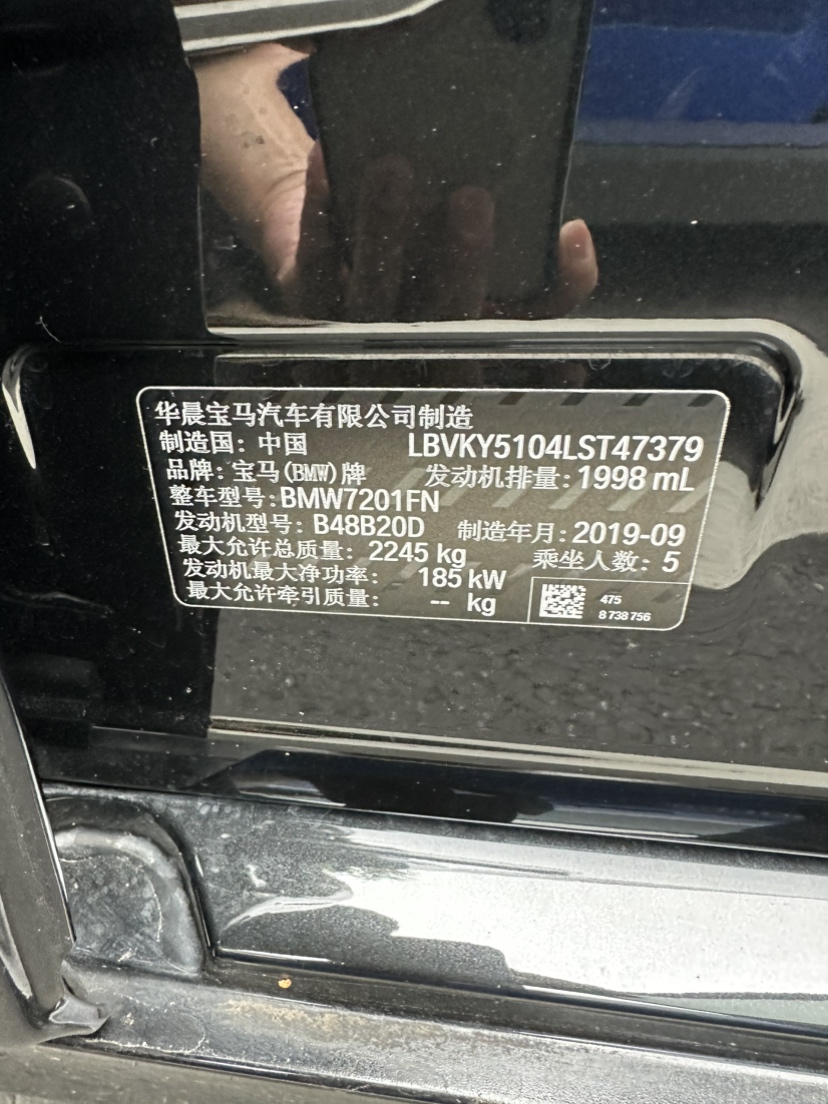 华晨宝马汽车有限公司制造
制造国: 中国 LBVKY5104LST47379
品牌: 宝马(BMW)牌 发动机排量: 1998 mL
整车型号: BMW7201FN
发动机型号: B48B20D 制造年月: 2019-09
最大允许总质量: 2245 kg 乘坐人数: 5
发动机最大净功率: 185 kW
最大允许牵引质量: -- kg
475
8 738 756